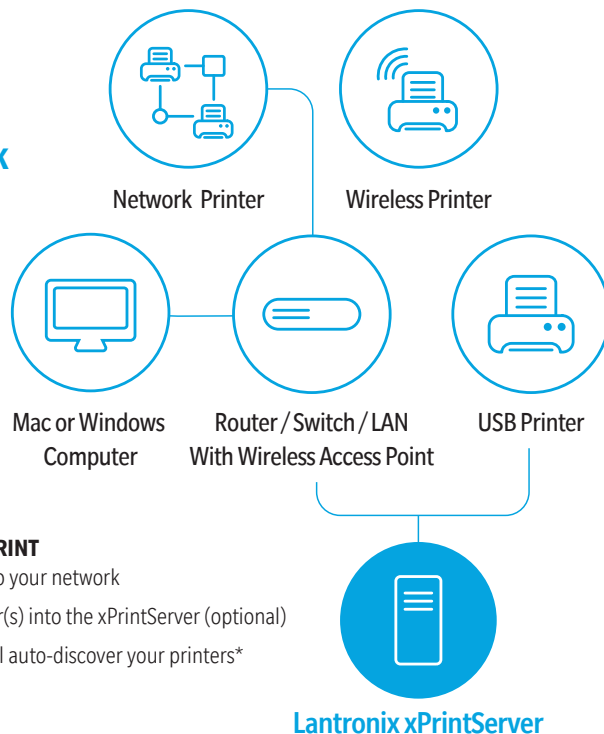 Network Printer
Wireless Printer
Mac or Windows
Computer
Router / Switch / LAN
With Wireless Access Point
USB Printer
your network
r(s) into the xPrintServer (optional)
auto-discover your printers*
Lantronix xPrintServer